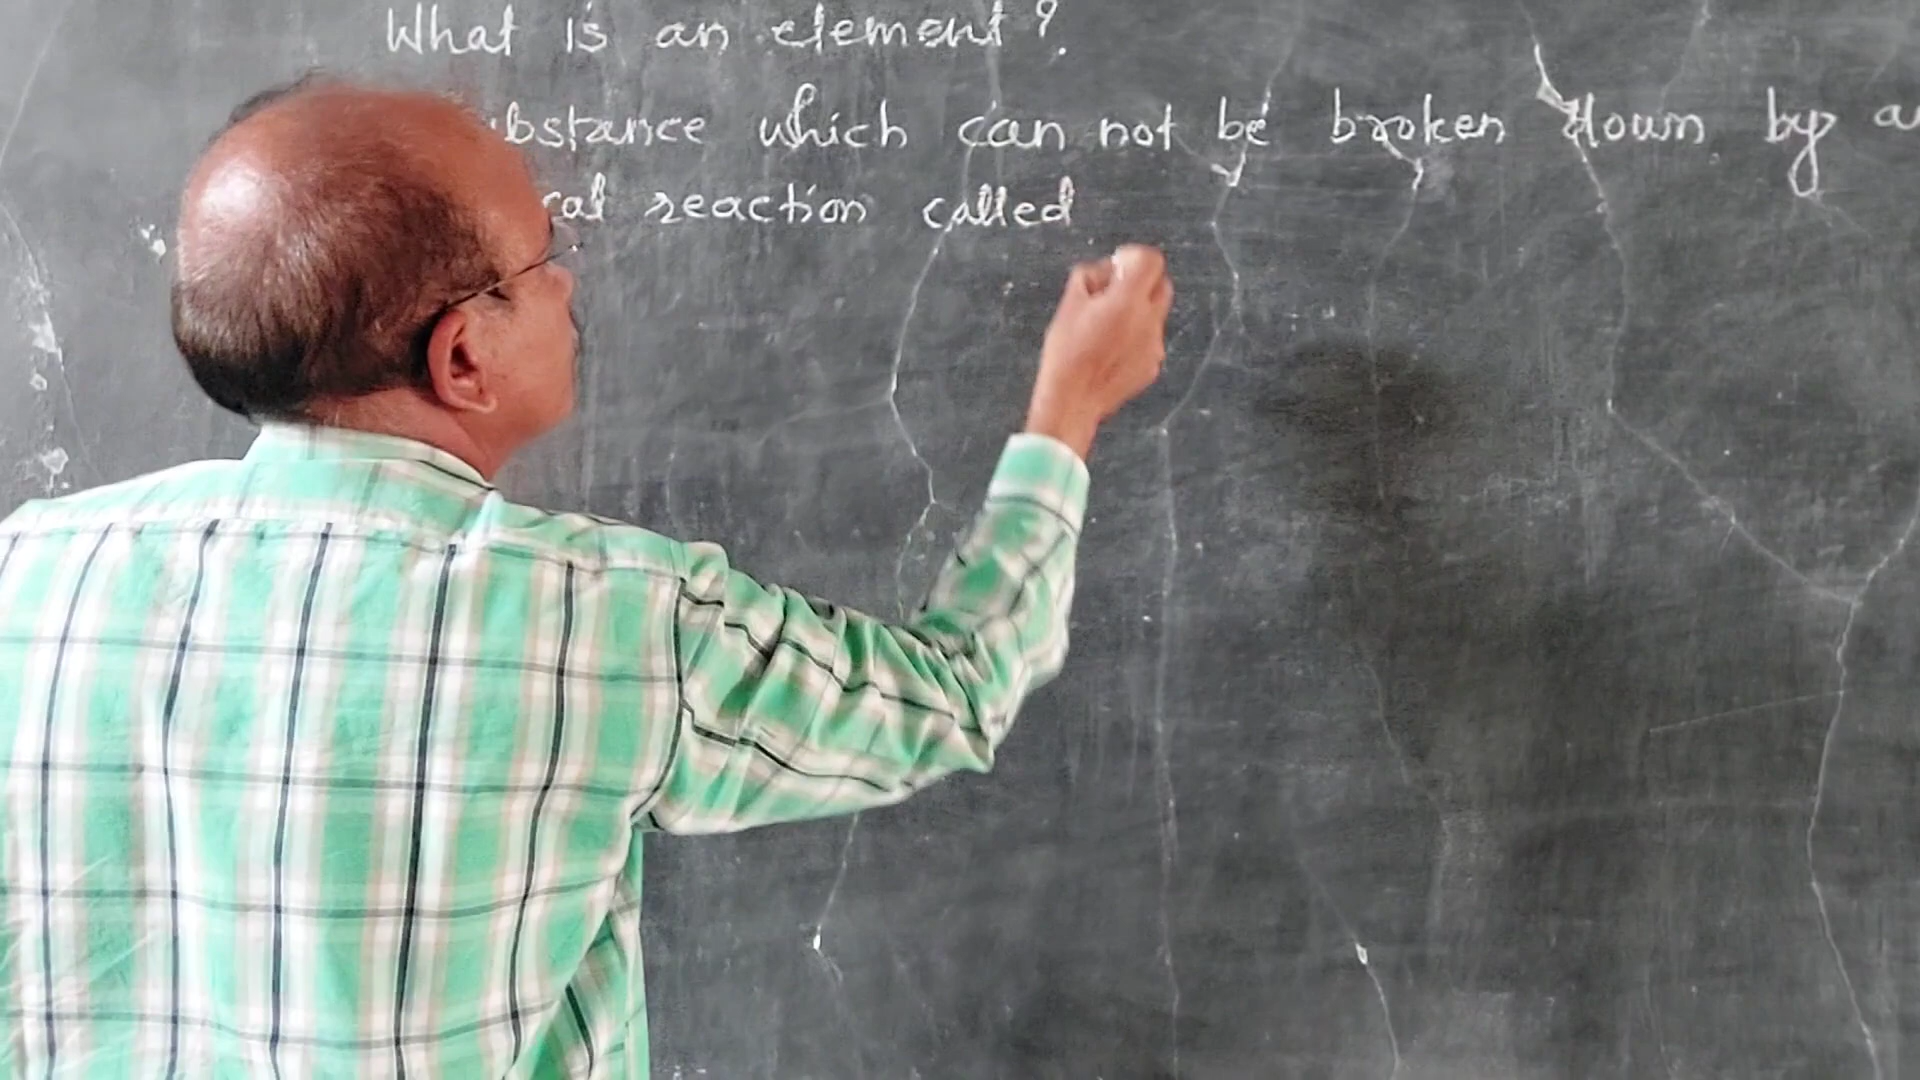 What is an element?
ubstance which can not be broken down by a
cal reaction called